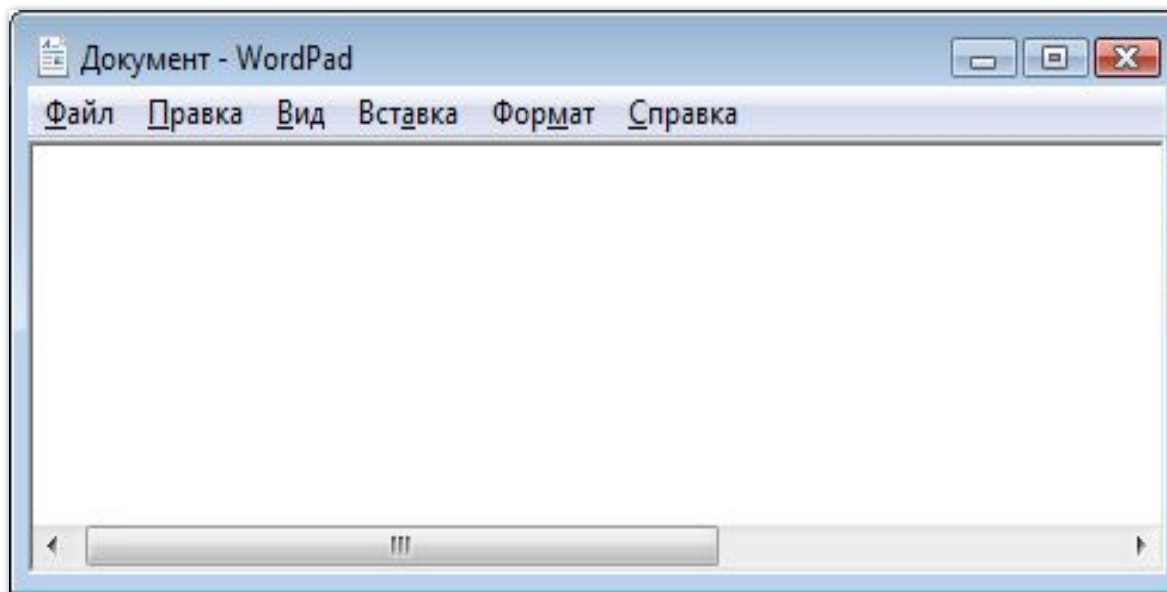 Документ - WordPad
Файл Правка Вид Вставка Формат Справка